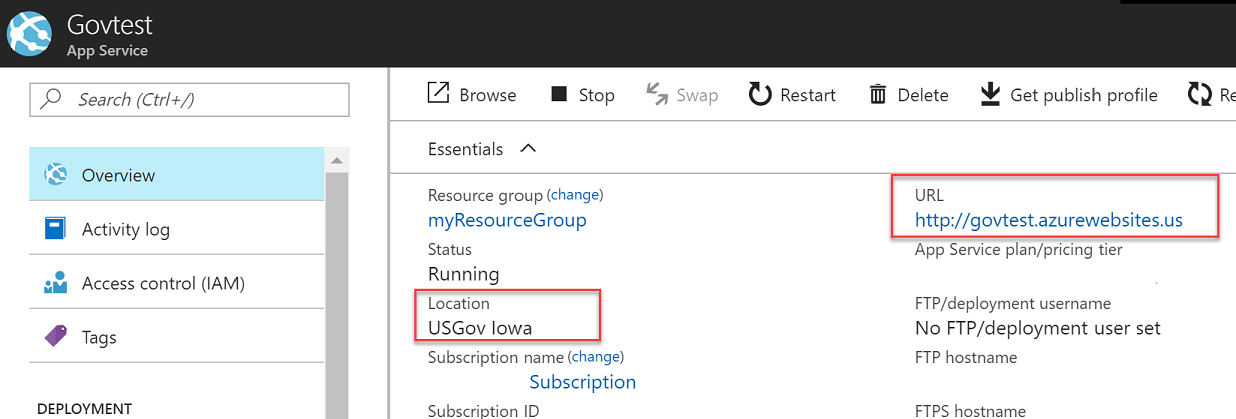 Govtest
App Service
Search (Ctrl+/)
Overview
Activity log
Access control (IAM)
Tags
DEPLOYMENT
Browse Stop Swap Restart Delete Get publish profile Re
Essentials
Resource group (change)
myResourceGroup
Status
Running
Location
USGov Iowa
Subscription name (change)
Subscription
Subscription ID
URL
http://govtest.azurewebsites.us
App Service plan/pricing tier
FTP/deployment username
No FTP/deployment user set
FTP hostname
FTPS hostname